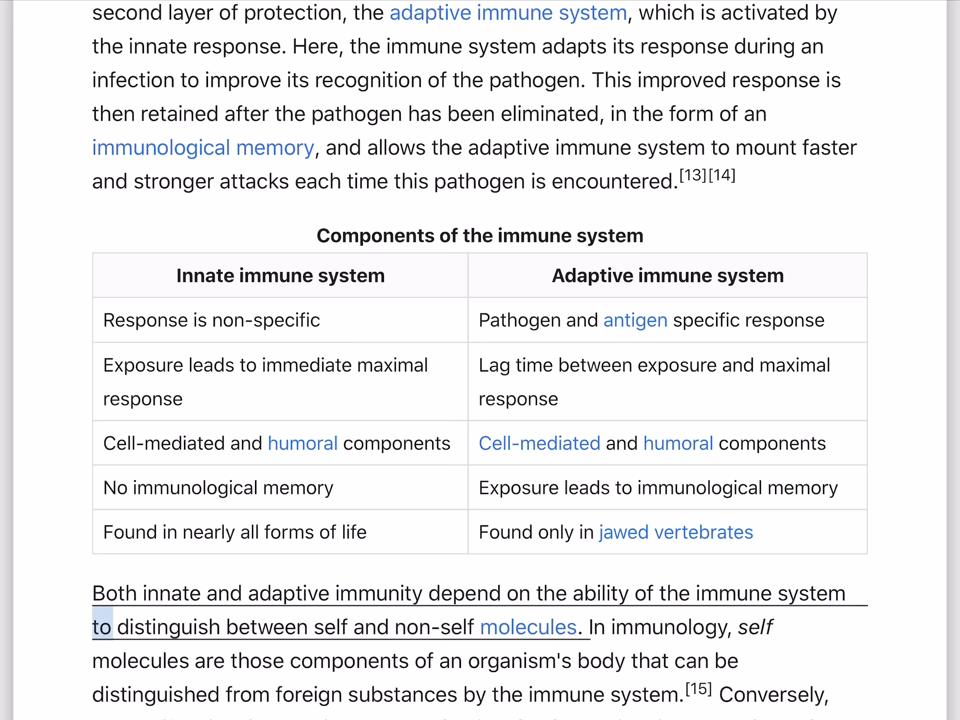 second layer of protection, the adaptive immune system, which is activated by
the innate response. Here, the immune system adapts its response during an
infection to improve its recognition of the pathogen. This improved response is
then retained after the pathogen has been eliminated, in the form of an
immunological memory, and allows the adaptive immune system to mount faster
and stronger attacks each time this pathogen is encountered.[13][14]
Components of the immune system
Innate immune system Adaptive immune system
Response is non-specific Pathogen and antigen specific response
Exposure leads to immediate maximal Lag time between exposure and maximal
response response
Cell-mediated and humoral components Cell-mediated and humoral components
No immunological memory Exposure leads to immunological memory
Found in nearly all forms of life Found only in jawed vertebrates
Both innate and adaptive immunity depend on the ability of the immune system
to distinguish between self and non-self molecules. In immunology, self
molecules are those components of an organism's body that can be
distinguished from foreign substances by the immune system.[15] Conversely,